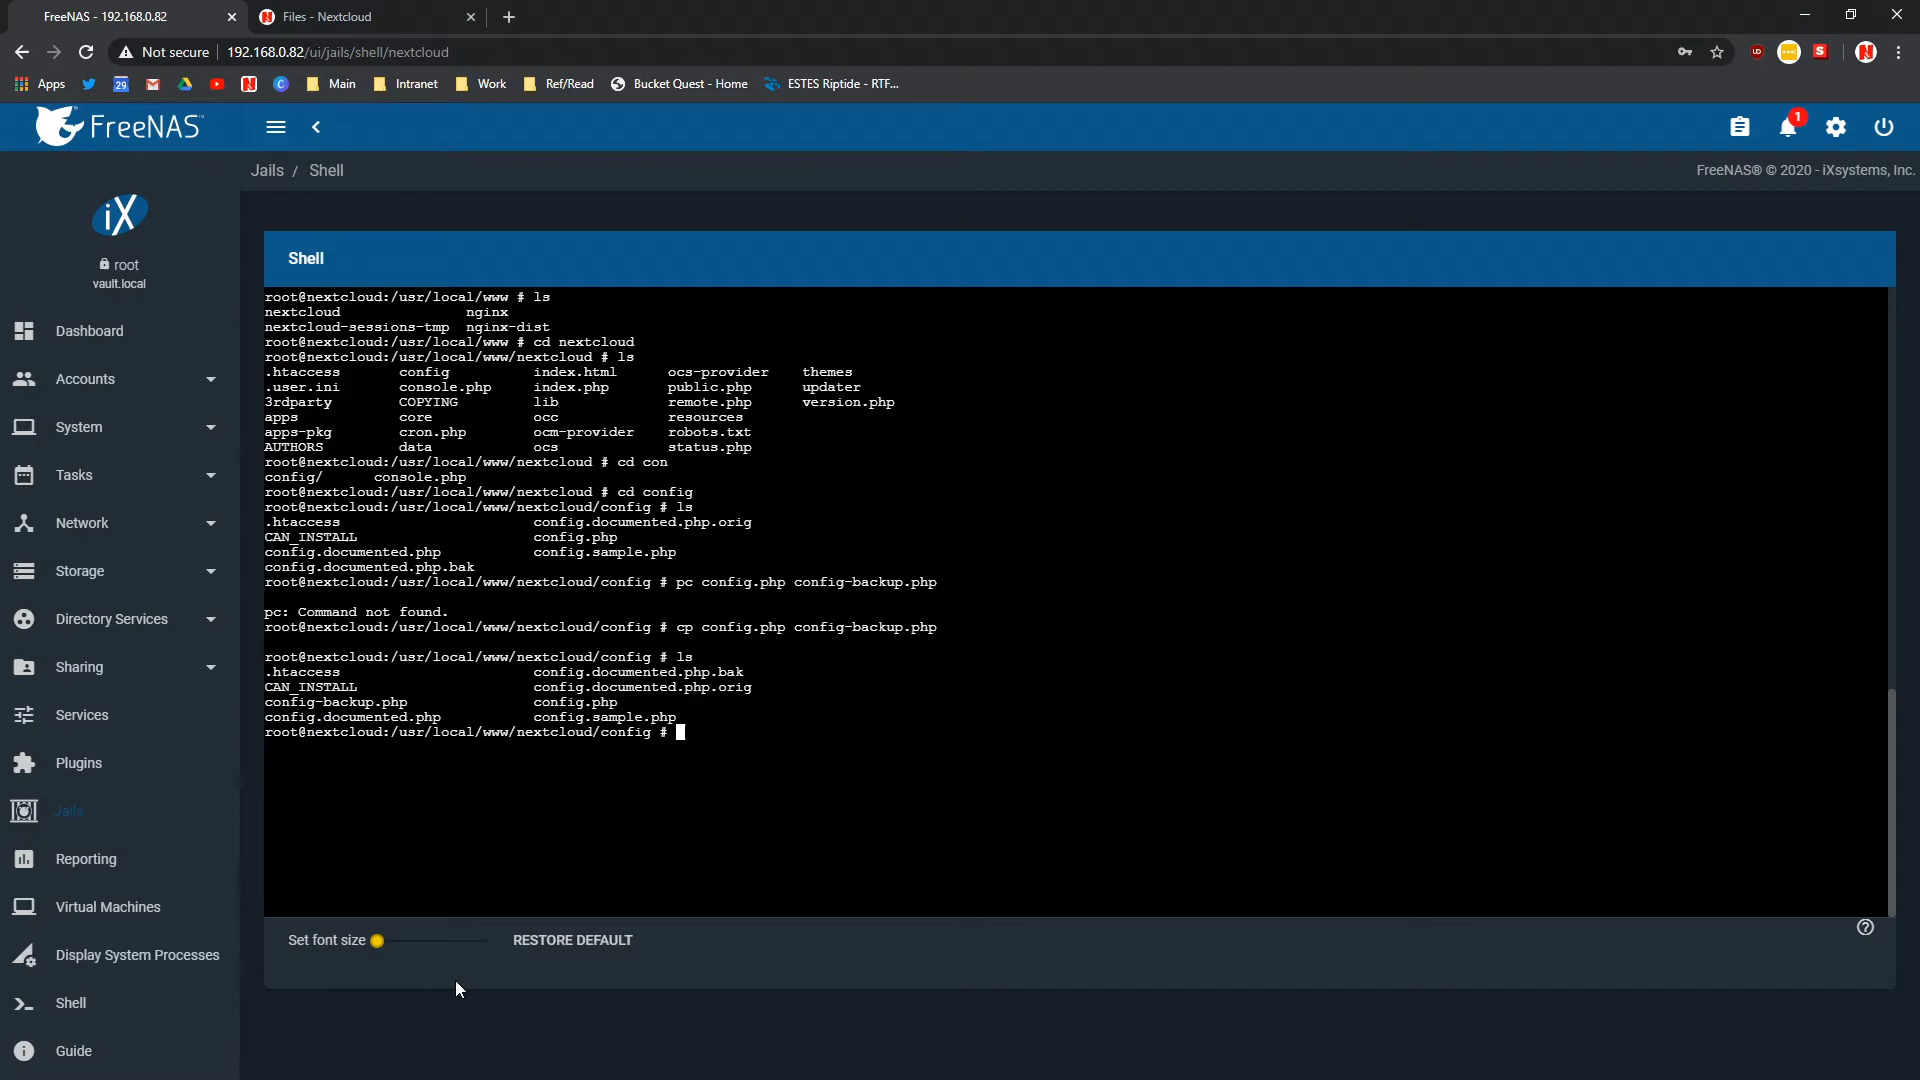 FreeNAS - 192.168.0.82
Files - Nextcloud
Not secure
192.168.0.82/ui/jails/shell/nextcloud
Apps
29
Main
Intranet
Work
Ref/Read
Bucket Quest - Home
ESTES Riptide - RTF...
FreeNAS
1
Jails / Shell
FreeNAS® © 2020 - iXsystems, Inc.
iX
root
vault.local
Dashboard
Accounts
System
Tasks
Network
Storage
Directory Services
Sharing
Services
Plugins
Jails
Reporting
Virtual Machines
Display System Processes
Shell
Guide
Shell
root@nextcloud:/usr/local/www # ls
nextcloud nginx
nextcloud-sessions-tmp nginx-dist
root@nextcloud:/usr/local/www # cd nextcloud
root@nextcloud:/usr/local/www/nextcloud # ls
.htaccess config index.html ocs-provider themes
.user.ini console.php index.php public.php updater
3rdparty COPYING lib remote.php version.php
apps core occ resources
apps-pkg cron.php ocm-provider robots.txt
AUTHORS data ocs status.php
root@nextcloud:/usr/local/www/nextcloud # cd con
config/ console.php
root@nextcloud:/usr/local/www/nextcloud # cd config
root@nextcloud:/usr/local/www/nextcloud/config # ls
.htaccess config.documented.php.orig
CAN_INSTALL config.php
config.documented.php config.sample.php
config.documented.php.bak
root@nextcloud:/usr/local/www/nextcloud/config # pc config.php config-backup.php
pc: Command not found.
root@nextcloud:/usr/local/www/nextcloud/config # cp config.php config-backup.php
root@nextcloud:/usr/local/www/nextcloud/config # ls
.htaccess config.documented.php.bak
CAN_INSTALL config.documented.php.orig
config-backup.php config.php
config.documented.php config.sample.php
root@nextcloud:/usr/local/www/nextcloud/config #
Set font size
RESTORE DEFAULT